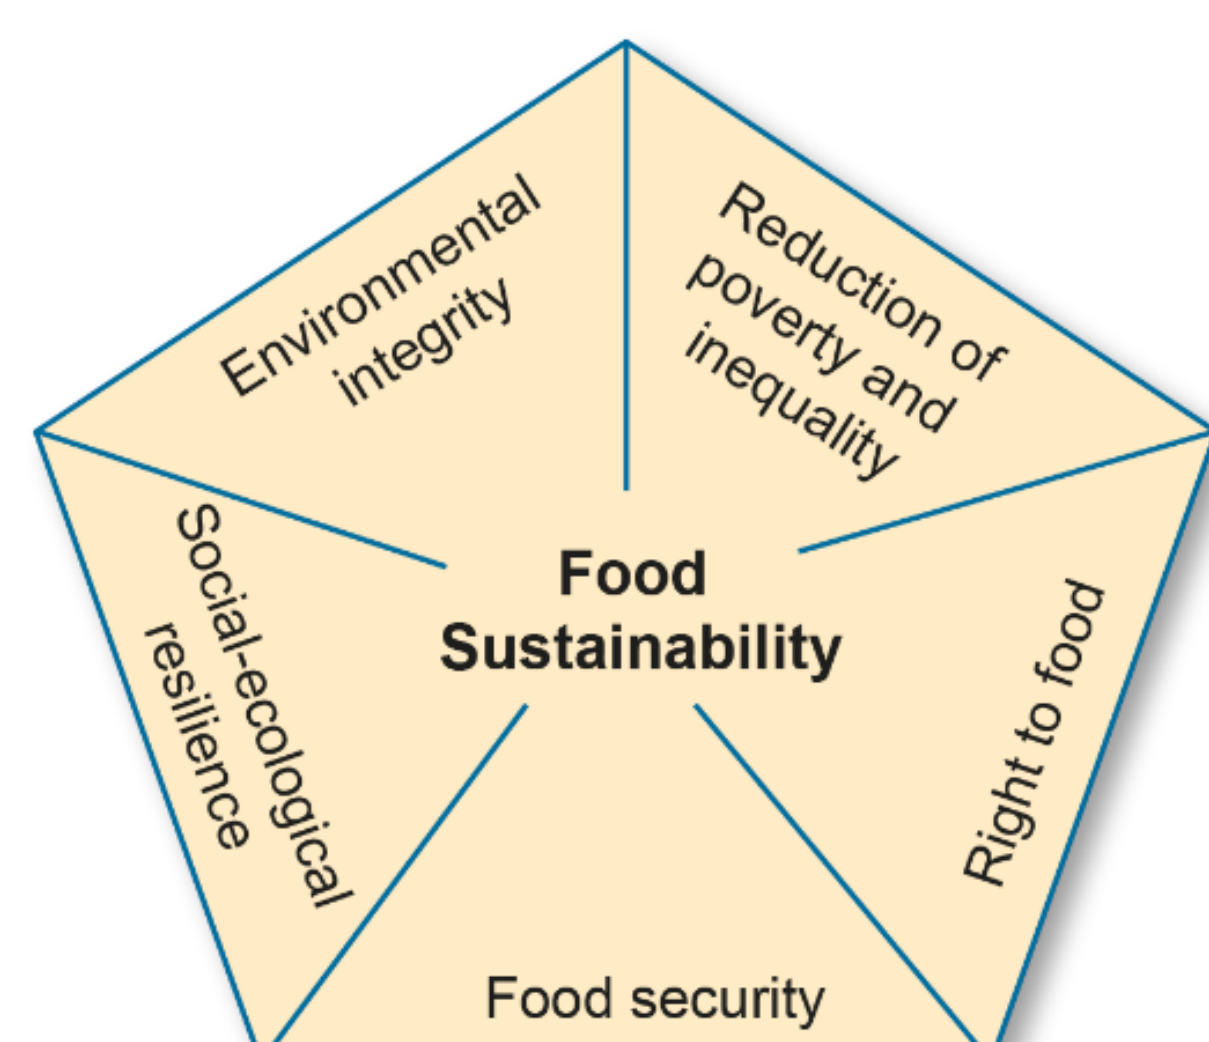 Environmental
integrity
Reduction of
poverty and
inequality
Social-ecological
resilience
Food
Sustainability
Right to food
Food security